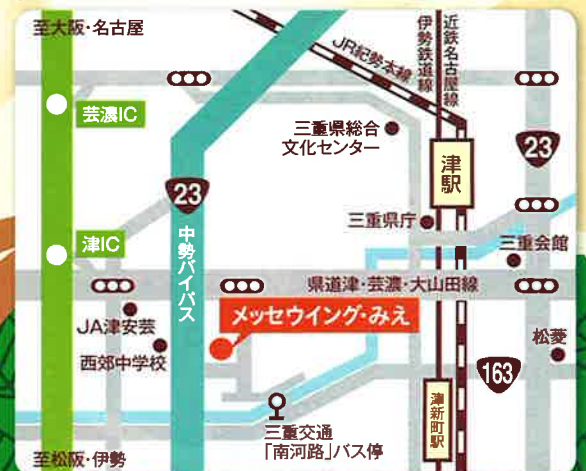 至大阪・名古屋
JR紀勢本線
伊勢鉄道線
近鉄名古屋線
芸濃IC
三重県総合
文化センター
津駅
23
23
三重県庁
三重会館
津IC
中勢バイパス
県道津・芸濃・大山田線
JA津安芸
メッセウイング・みえ
西郊中学校
松菱
163
津新町駅
三重交通
「南河路」バス停
至松阪・伊勢